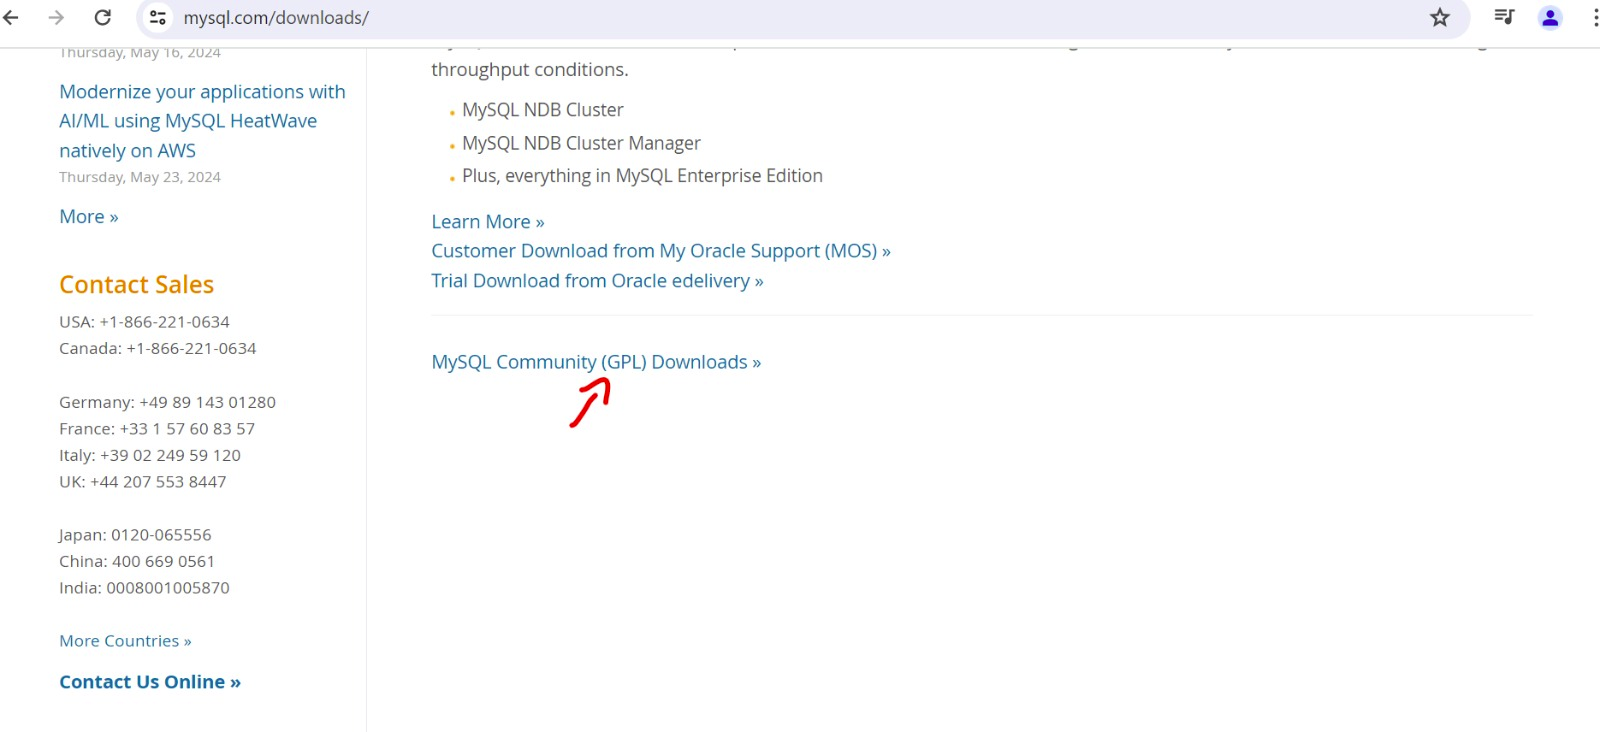 mysql.com/downloads/
Thursday, May 16, 2024
Modernize your applications with
AI/ML using MySQL HeatWave
natively on AWS
Thursday, May 23, 2024
More »
Contact Sales
USA: +1-866-221-0634
Canada: +1-866-221-0634
Germany: +49 89 143 01280
France: +33 1 57 60 83 57
Italy: +39 02 249 59 120
UK: +44 207 553 8447
Japan: 0120-065556
China: 400 669 0561
India: 0008001005870
More Countries »
Contact Us Online »
throughput conditions.
MySQL NDB Cluster
MySQL NDB Cluster Manager
Plus, everything in MySQL Enterprise Edition
Learn More »
Customer Download from My Oracle Support (MOS) »
Trial Download from Oracle edelivery »
MySQL Community (GPL) Downloads »